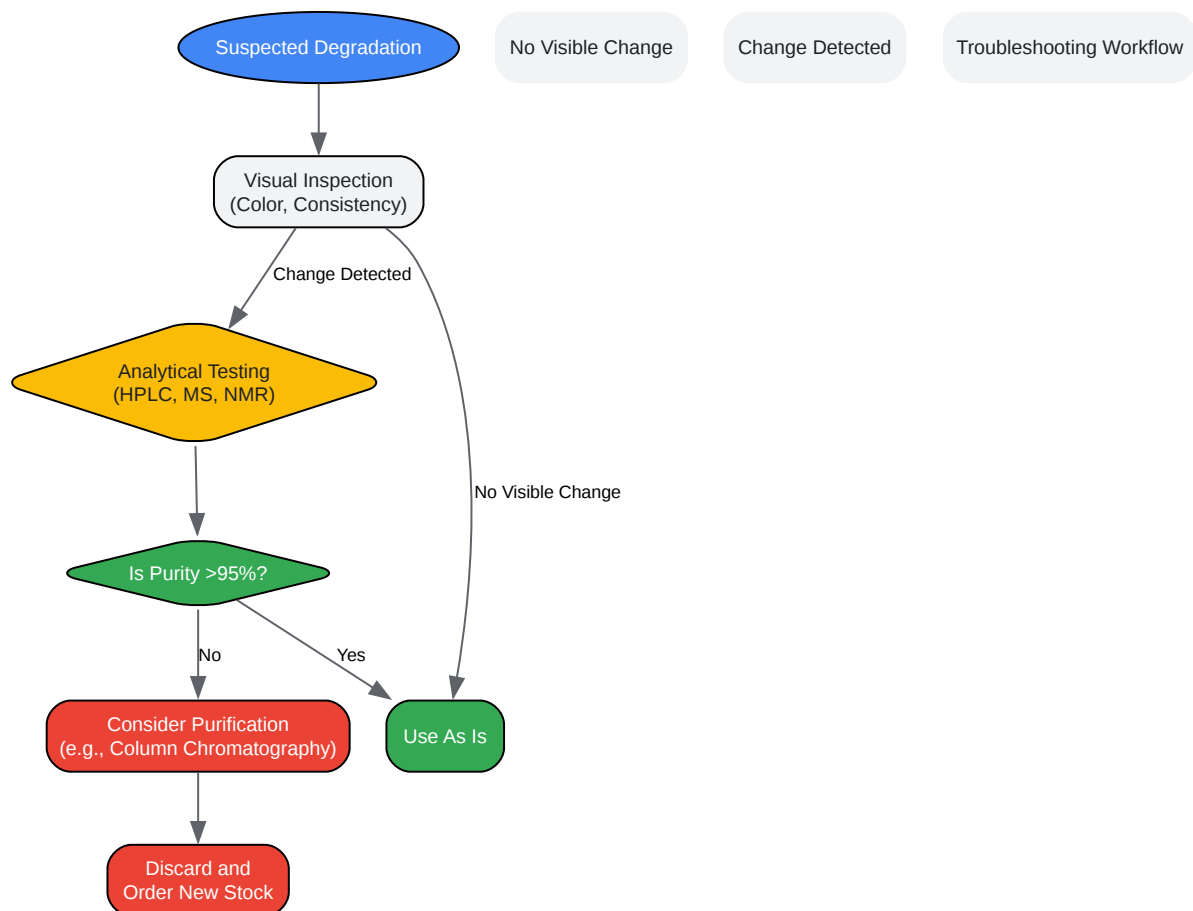 Suspected Degradation
No Visible Change
Change Detected
Troubleshooting Workflow
Visual Inspection
(Color, Consistency)
Change Detected
Analytical Testing
(HPLC, MS, NMR)
No Visible Change
Is Purity >95%?
No
Yes
Consider Purification
(e.g., Column Chromatography)
Use As Is
Discard and
Order New Stock